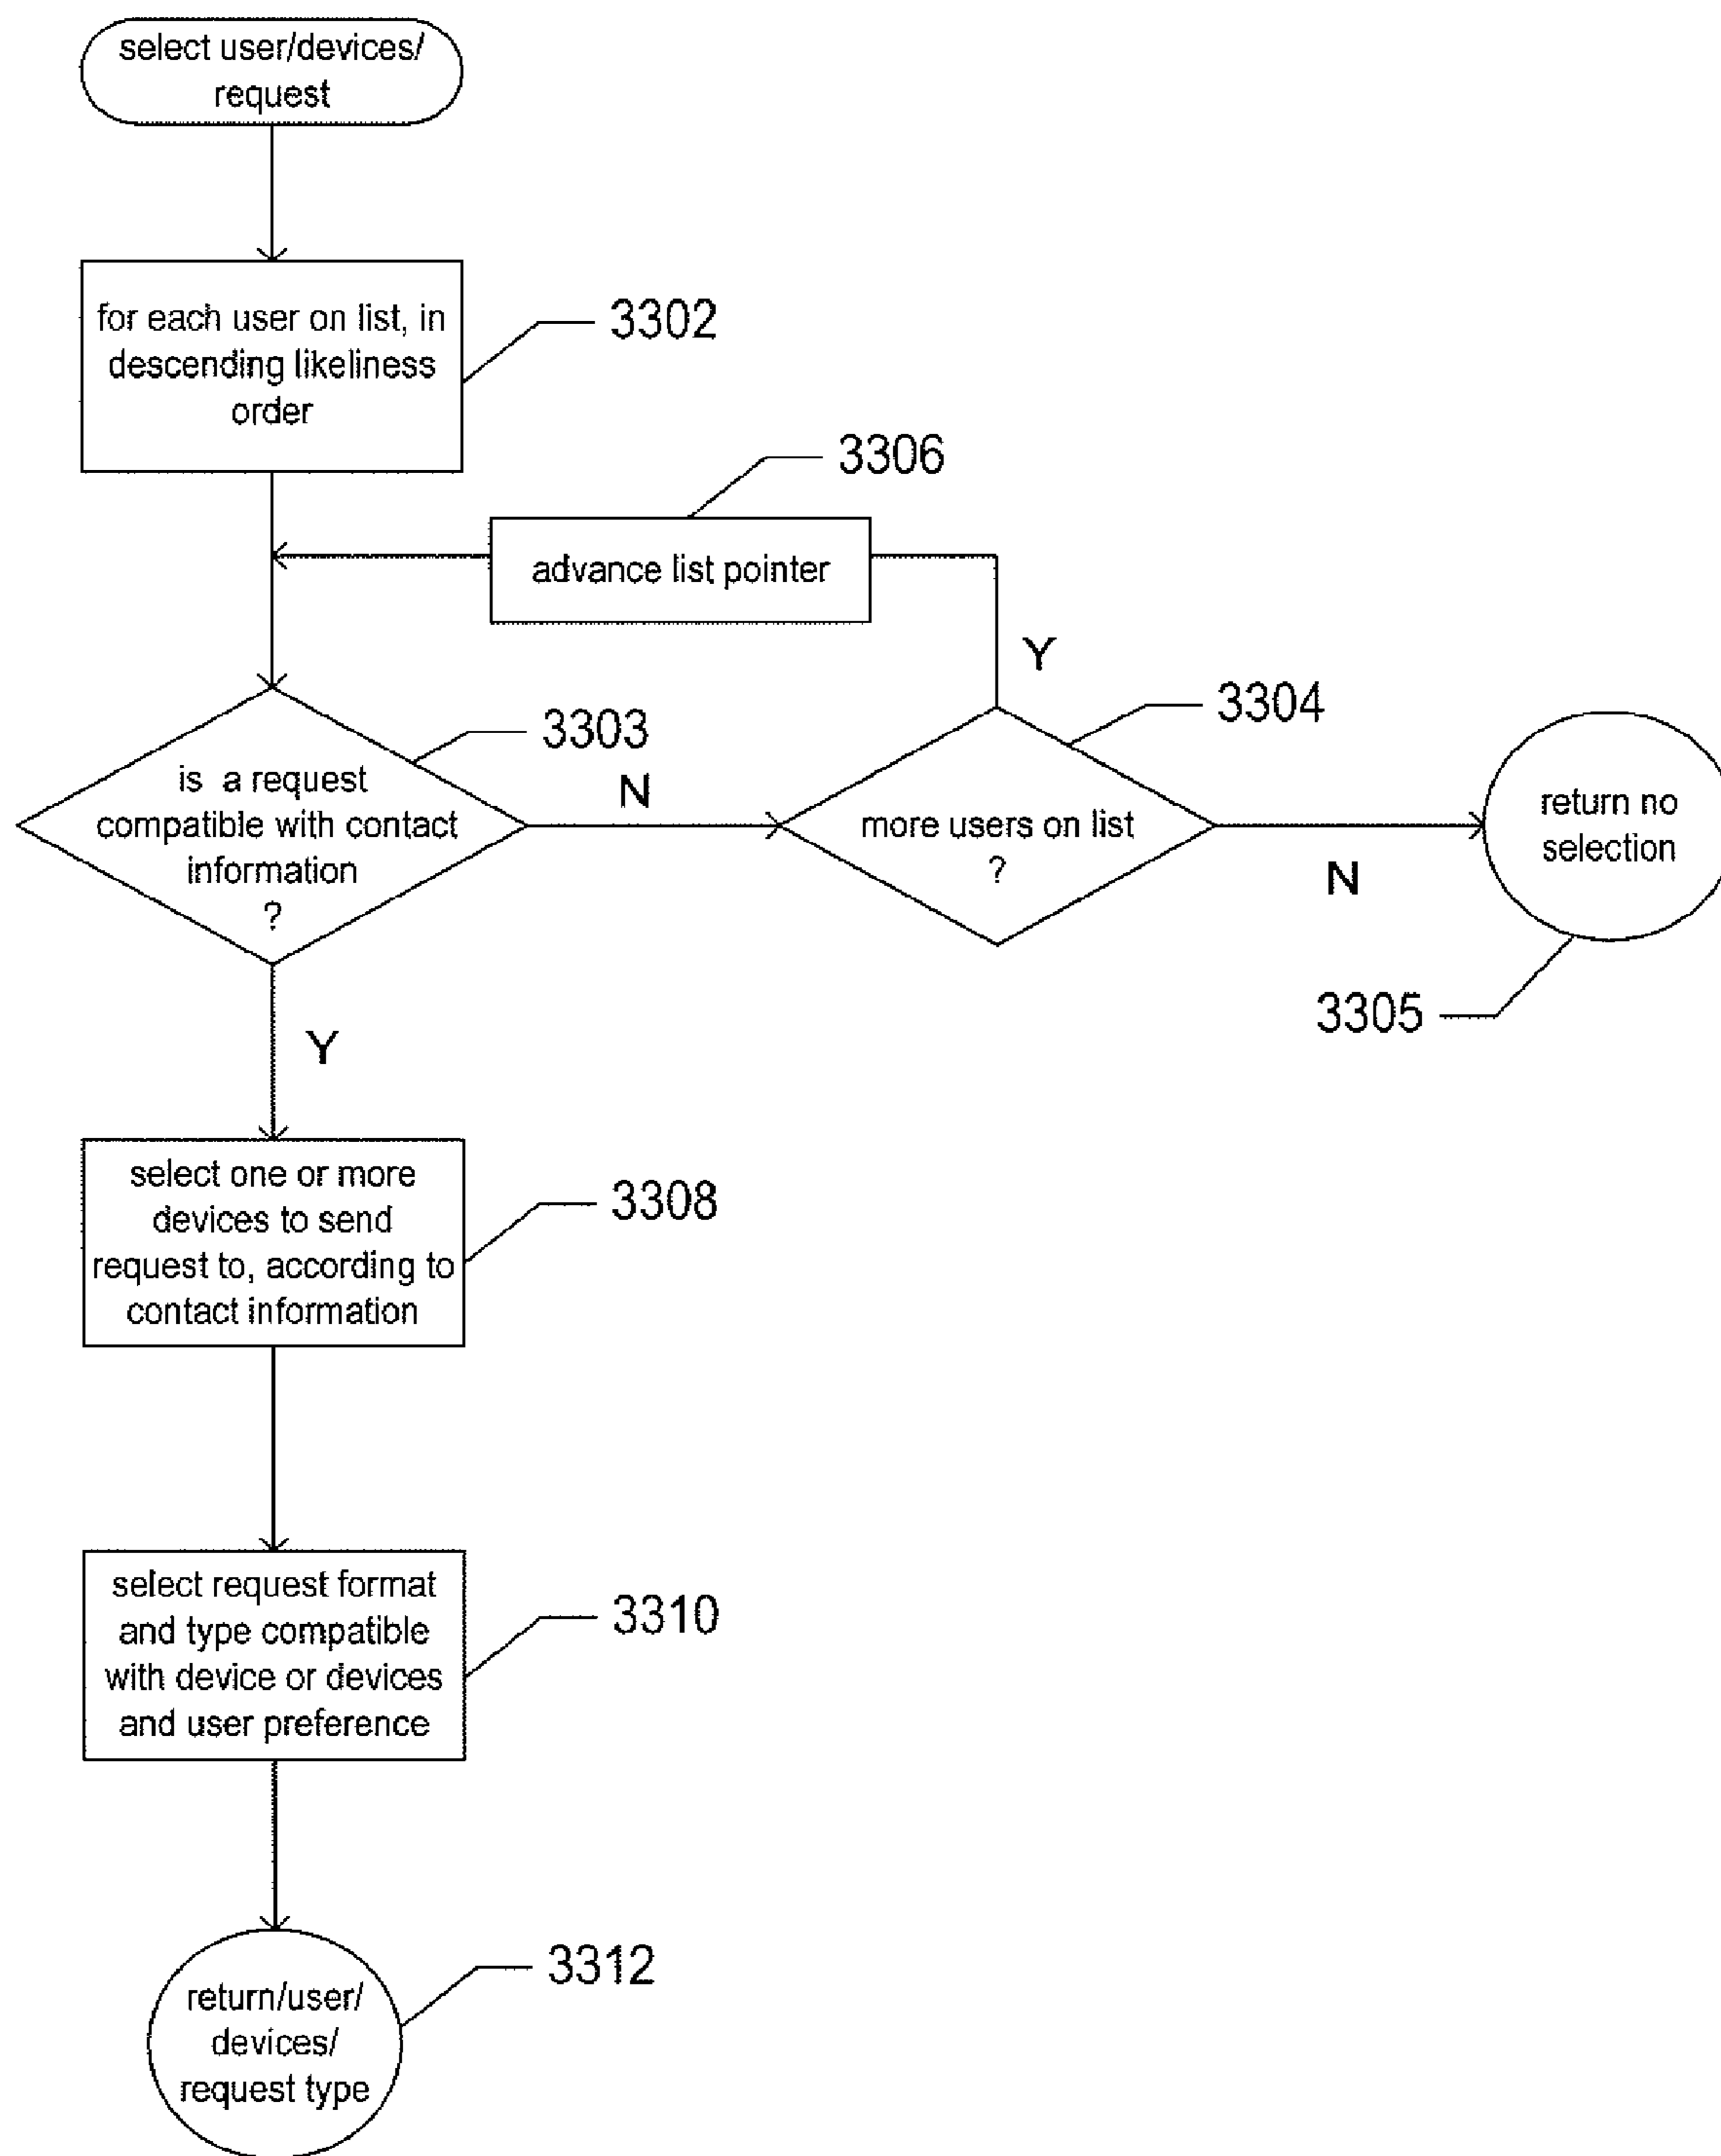 select user/devices/
request
for each user on list, in
descending likeliness
order
3302
3306
advance list pointer
Y
3304
3303
is a request
compatible with contact
information
?
N
more users on list
?
N
return no
selection
3305
Y
select one or more
devices to send
request to, according to
contact information
3308
select request format
and type compatible
with device or devices
and user preference
3310
3312
return/user/
devices/
request type